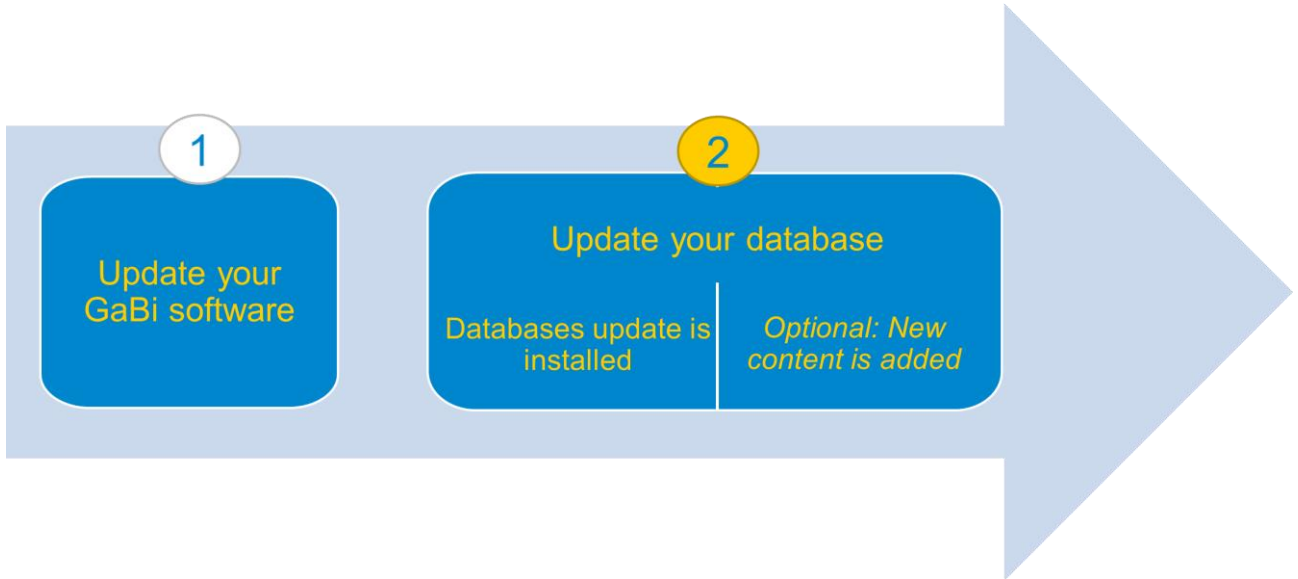 1
Update your
GaBi software
2
Update your database
Databases update is
installed
Optional: New
content is added